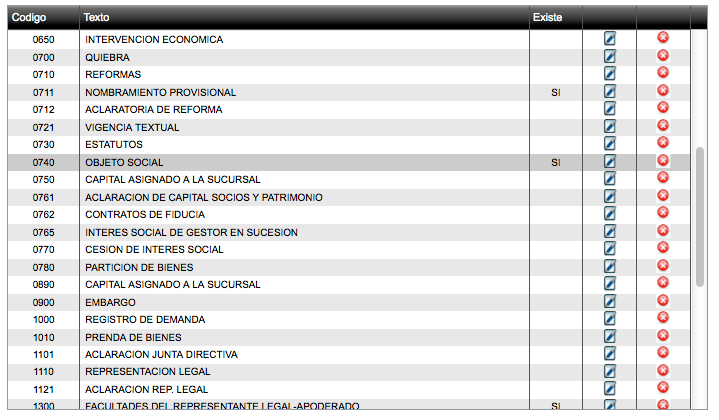 Codigo Texto Existe
0650 INTERVENCION ECONOMICA
0700 QUIEBRA
0710 REFORMAS
0711 NOMBRAMIENTO PROVISIONAL SI
0712 ACLARATORIA DE REFORMA
0721 VIGENCIA TEXTUAL
0730 ESTATUTOS
0740 OBJETO SOCIAL SI
0750 CAPITAL ASIGNADO A LA SUCURSAL
0761 ACLARACION DE CAPITAL SOCIOS Y PATRIMONIO
0762 CONTRATOS DE FIDUCIA
0765 INTERES SOCIAL DE GESTOR EN SUCESION
0770 CESION DE INTERES SOCIAL
0780 PARTICION DE BIENES
0890 CAPITAL ASIGNADO A LA SUCURSAL
0900 EMBARGO
1000 REGISTRO DE DEMANDA
1010 PRENDA DE BIENES
1101 ACLARACION JUNTA DIRECTIVA
1110 REPRESENTACION LEGAL
1121 ACLARACION REP. LEGAL
1300 FACULTADES DEL REPRESENTANTE LEGAL-APODERADO SI